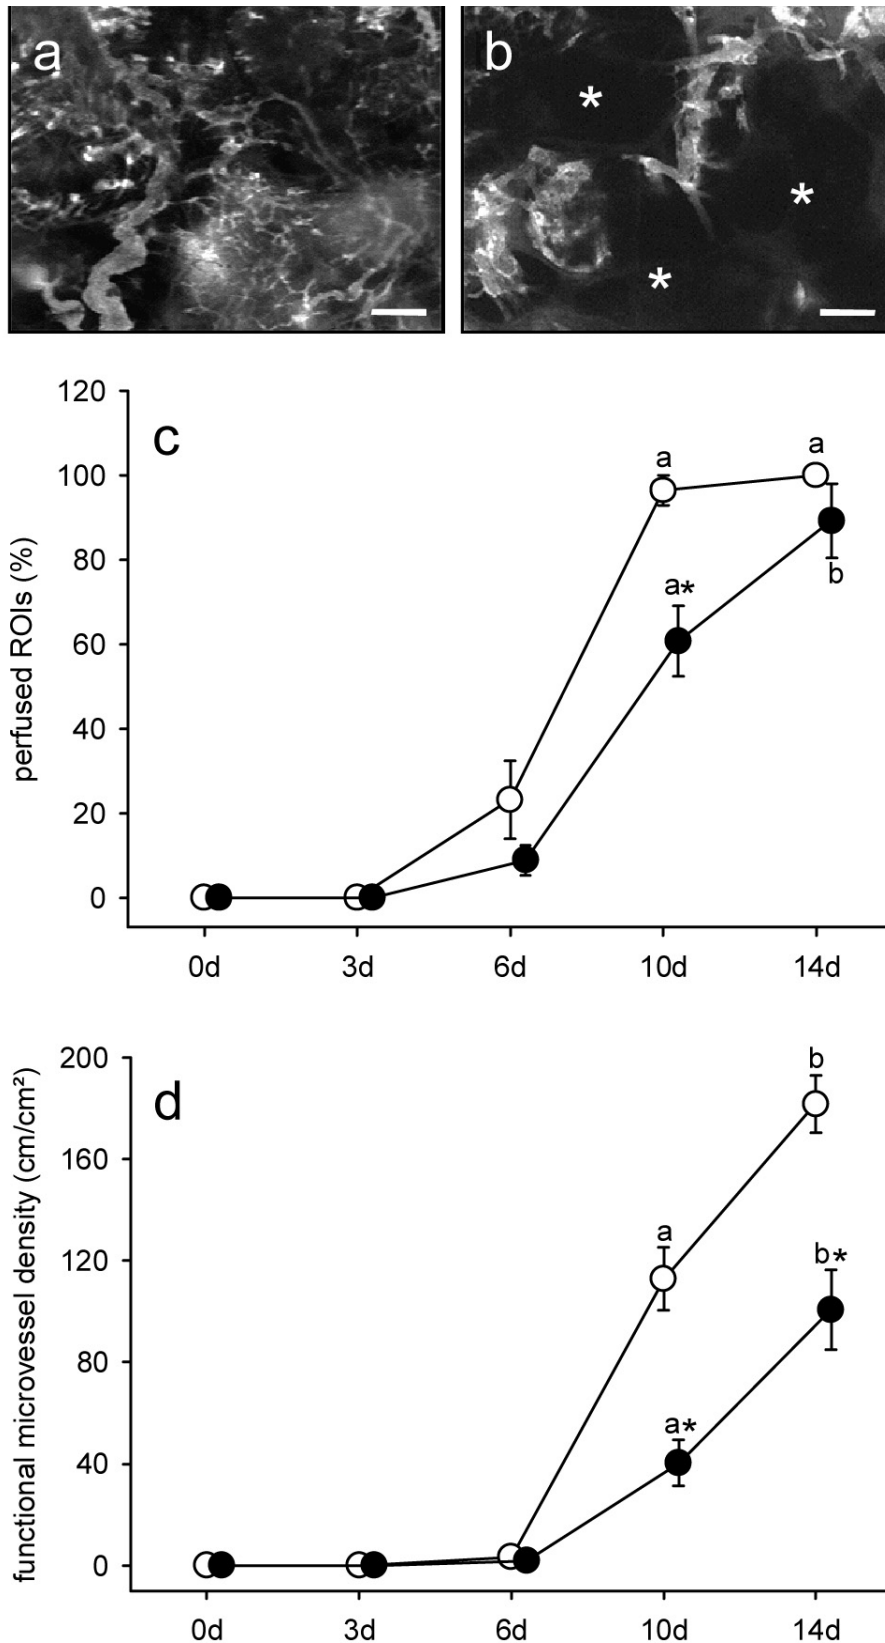 a
b
*
*
*
c
perfused ROIs (%)
120
100
80
60
40
20
0
a
a
a*
b
0d 3d 6d 10d 14d
d
functional microvessel density (cm/cm²)
200
160
120
80
40
0
b
a
b*
a*
0d 3d 6d 10d 14d